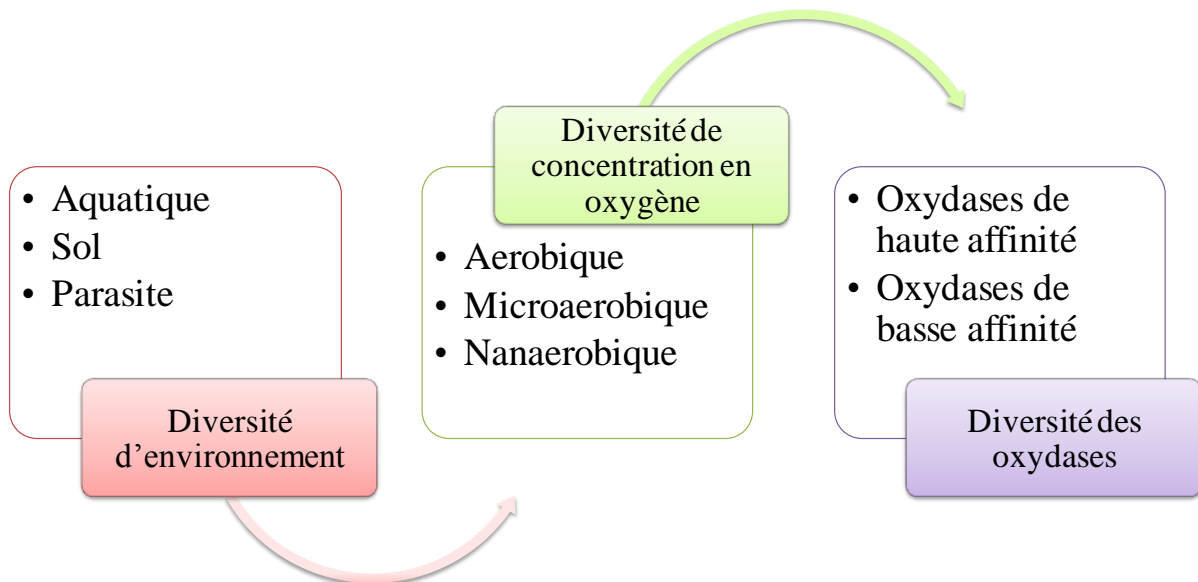 • Aquatique
• Sol
• Parasite
Diversité
d’environnement
Diversité de
concentration en
oxygène
• Aerobique
• Microaerobique
• Nanaerobique
• Oxydases de
haute affinité
• Oxydases de
basse affinité
Diversité des
oxydases